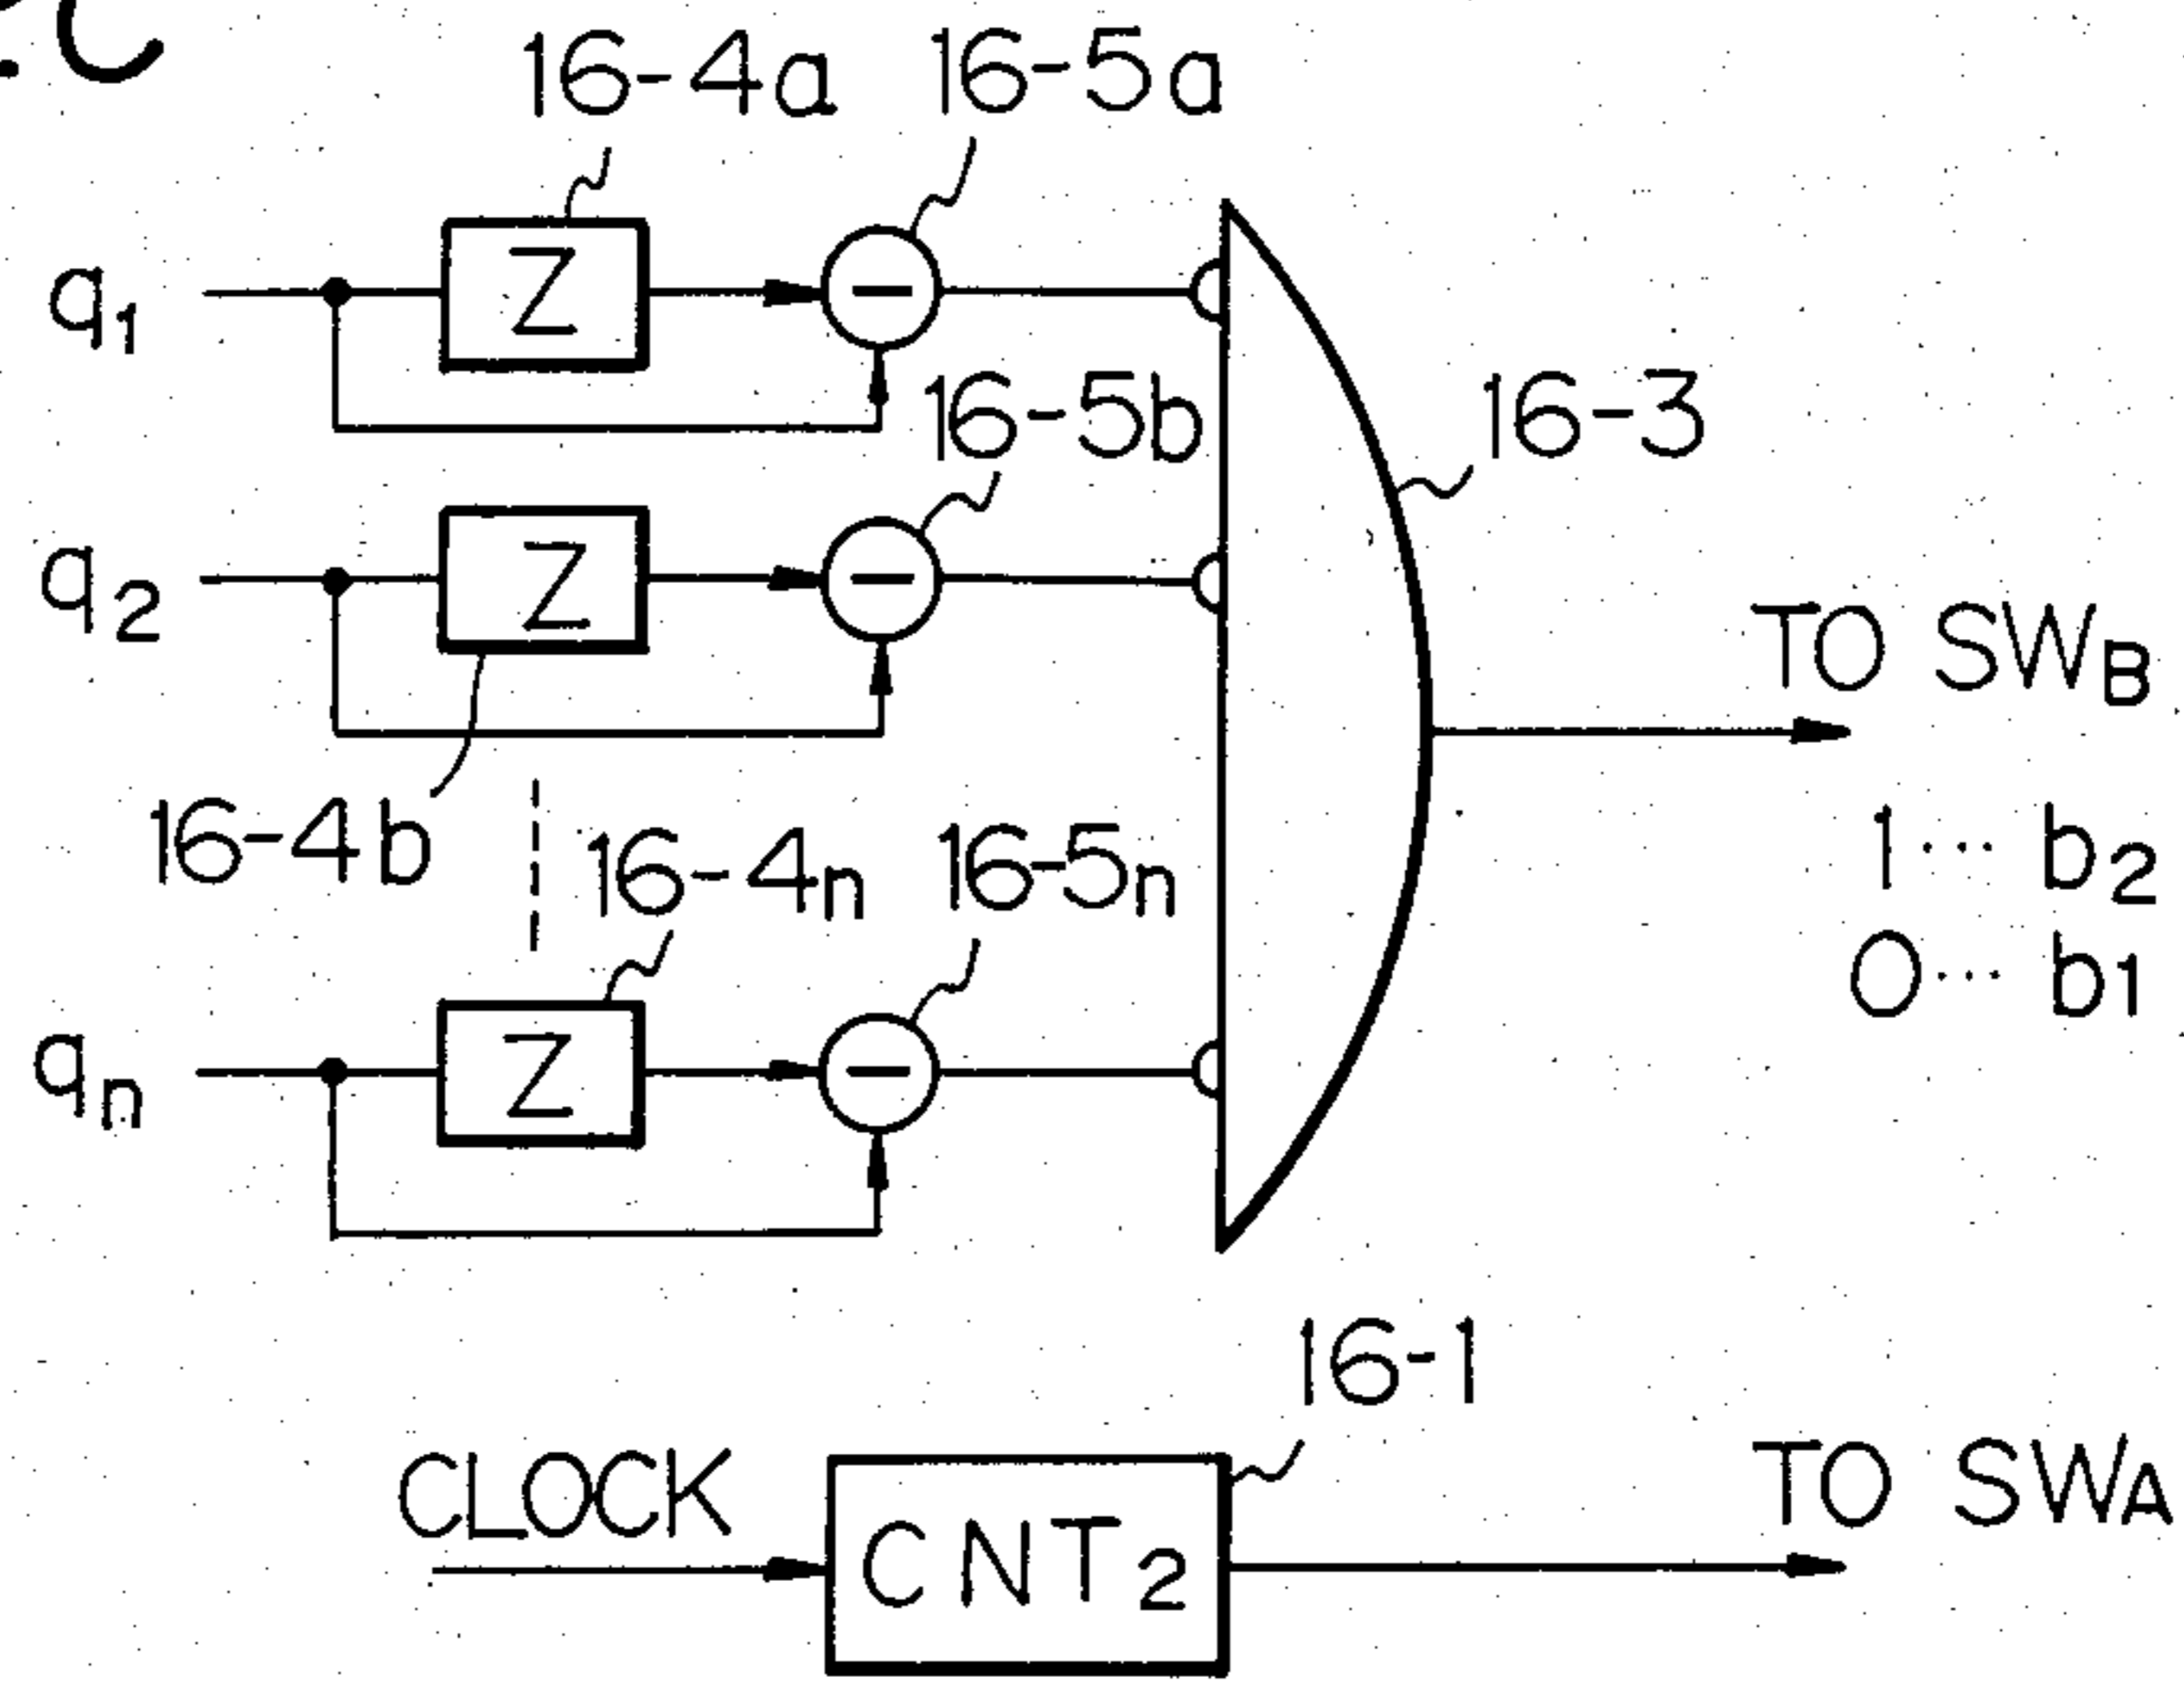 .C
16-4a 16-5a
q1 Z −
16-5b
16-3
q2 Z −
TO SWB
16-4b 16-4n 16-5n
1··· b2
0··· b1
qn Z −
16-1
CLOCK CNT2 TO SWA